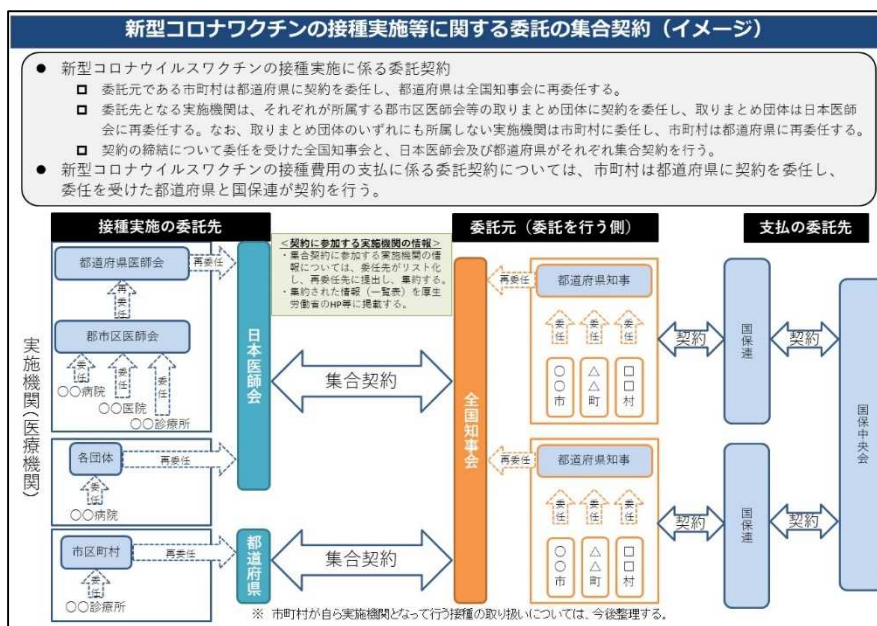 新型コロナワクチンの接種実施等に関する委託の集合契約（イメージ）
● 新型コロナウイルスワクチンの接種実施に係る委託契約
□ 委託元である市町村は都道府県に契約を委任し、都道府県は全国知事会に再委任する。
□ 委託先となる実施機関は、それぞれが所属する郡市区医師会等の取りまとめ団体に契約を委任し、取りまとめ団体は日本医師
会に再委任する。なお、取りまとめ団体のいずれにも所属しない実施機関は市町村に委任し、市町村は都道府県に再委任する。
□ 契約の締結について委任を受けた全国知事会と、日本医師会及び都道府県がそれぞれ集合契約を行う。
● 新型コロナウイルスワクチンの接種費用の支払に係る委託契約については、市町村は都道府県に契約を委任し、
委任を受けた都道府県と国保連が契約を行う。
接種実施の委託先
委託元（委託を行う側）
支払の委託先
<契約に参加する実施機関の情報>
・集合契約に参加する実施機関の情
報については、委任先がリスト化
し、再委任先に提出し、集約する。
・集約された情報（一覧表）を厚生
労働省のHP等に掲載する。
実施機関(医療機関)
都道府県医師会
再委任
再委任
郡市区医師会
委任
委任
委任
〇〇病院
〇〇医院
〇〇診療所
各団体
再委任
委任
〇〇病院
市区町村
再委任
委任
〇〇診療所
日本医師会
都道府県
集合契約
集合契約
全国知事会
再委任
都道府県知事
委任
委任
委任
〇〇市
△△町
□□村
再委任
都道府県知事
委任
委任
委任
〇〇市
△△町
□□村
契約
国保連
契約
契約
国保連
契約
国保中央会
※ 市町村が自ら実施機関となって行う接種の取り扱いについては、今後整理する。